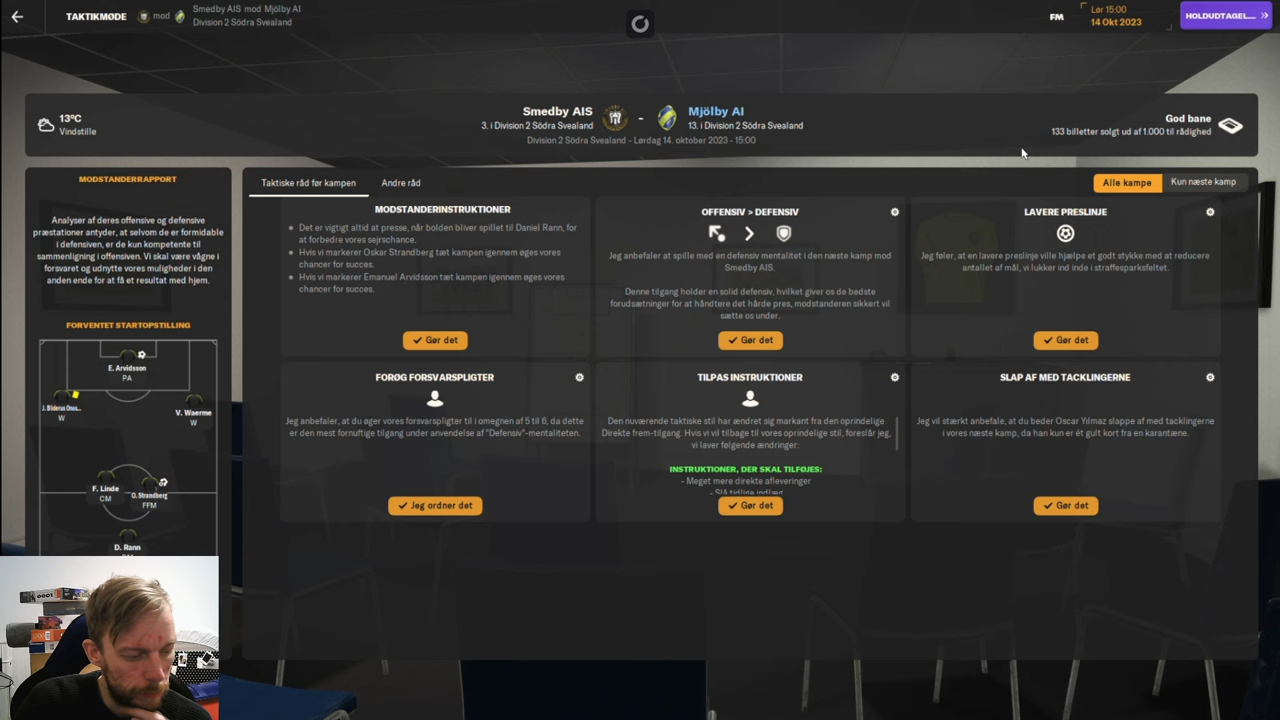 TAKTIKMØDE
mod
Smedby AIS mod Mjölby AI
Division 2 Södra Svealand
FM
Lør 15:00
14 Okt 2023
HOLDUDTAGEL...
13°C
Vindstille
Smedby AIS
3. i Division 2 Södra Svealand
-
Mjölby AI
13. i Division 2 Södra Svealand
Division 2 Södra Svealand - Lørdag 14. oktober 2023 - 15:00
God bane
133 billetter solgt ud af 1.000 til rådighed
MODSTANDERRAPPORT
Analyser af deres offensive og defensive
præstationer antyder, at selvom de er formidable
i defensiven, er de kun kompetente til
sammenligning i offensiven. Vi skal være vågne i
forsvaret og udnytte vores muligheder i den
anden ende for at få et resultat med hjem.
FORVENTET STARTOPSTILLING
E. Arvidsson
PA
W
V. Waerme
W
F. Linde
CM
O. Strandberg
FFM
D. Rann
Taktiske råd før kampen
Andre råd
Alle kampe
Kun næste kamp
MODSTANDERINSTRUKTIONER
Det er vigtigt altid at presse, når bolden bliver spillet til Daniel Rann,
for at forbedre vores sejrschance.
Hvis vi markerer Oskar Strandberg tæt kampen igennem øges vores
chancer for succes.
Hvis vi markerer Emanuel Arvidsson tæt kampen igennem øges vores
chancer for succes.
Gør det
OFFENSIV > DEFENSIV
Jeg anbefaler at spille med en defensiv mentalitet i den næste kamp mod
Smedby AIS.
Denne tilgang holder en solid defensiv, hvilket giver os de bedste
forudsætninger for at håndtere det hårde pres, modstanderen sikkert vil
sætte os under.
Gør det
LAVERE PRESLINJE
Jeg føler, at en lavere preslinje ville hjælpe et godt stykke med at reducere
antallet af mål, vi lukker ind inde i straffesparksfeltet.
Gør det
FORØG FORSVARSPLIGTER
Jeg anbefaler, at du øger vores forsvarspligter til i omegnen af 5 til 6, da dette
er den mest fornuftige tilgang under anvendelse af "Defensiv"-mentaliteten.
Jeg ordner det
TILPAS INSTRUKTIONER
Den nuværende taktiske stil har ændret sig markant fra den oprindelige
Direkte frem-tilgang. Hvis vi vil tilbage til vores oprindelige stil, foreslår jeg,
vi laver følgende ændringer:
INSTRUKTIONER, DER SKAL TILFØJES:
- Meget mere direkte afleveringer
- Slå tidlige indlæg
Gør det
SLAP AF MED TACKLINGERNE
Jeg vil stærkt anbefale, at du beder Oscar Yilmaz slappe af med tacklingerne
i vores næste kamp, da han kun er ét gult kort fra en karantæne.
Gør det